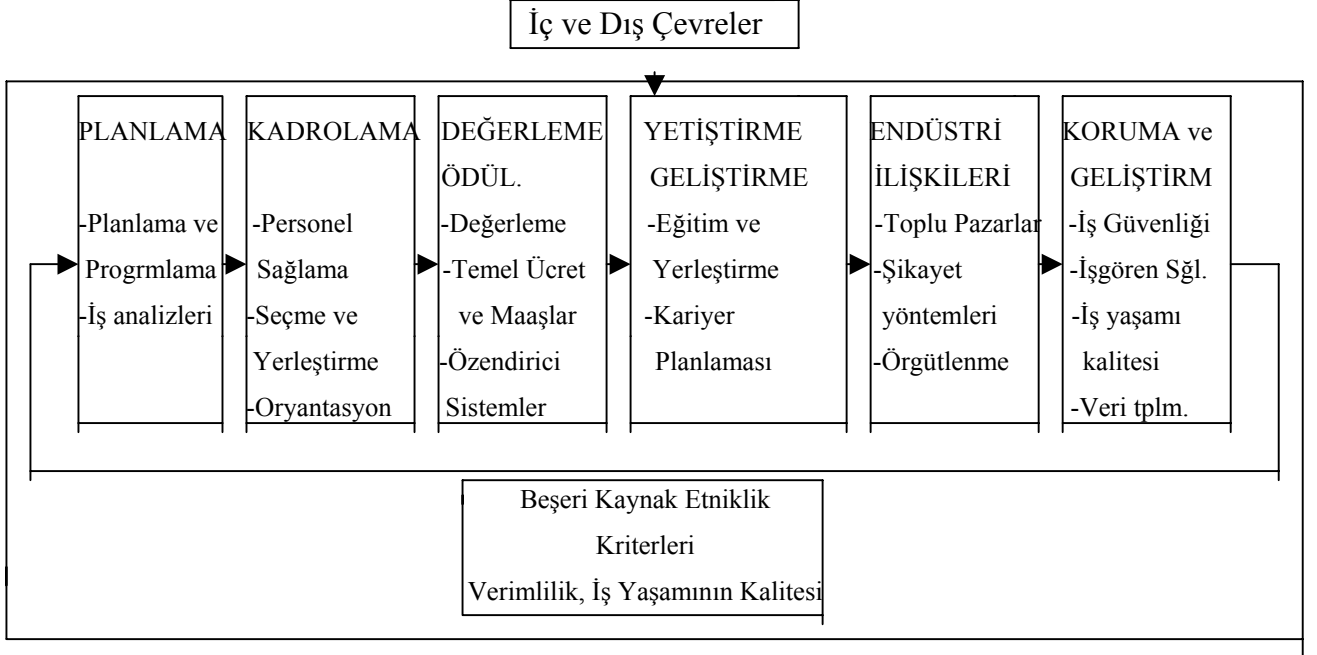 İç ve Dış Çevreler
PLANLAMA
-Planlama ve
Progrmlama
-İş analizleri
KADROLAMA
-Personel
Sağlama
-Seçme ve
Yerleştirme
-Oryantasyon
DEĞERLEME
ÖDÜL.
-Değerleme
-Temel Ücret
ve Maaşlar
-Özendirici
Sistemler
YETİŞTİRME
GELİŞTİRME
-Eğitim ve
Yerleştirme
-Kariyer
Planlaması
ENDÜSTRİ
İLİŞKİLERİ
-Toplu Pazarlar
-Şikayet
yöntemleri
-Örgütlenme
KORUMA ve
GELİŞTİRM
-İş Güvenliği
-İşgören Sğl.
-İş yaşamı
kalitesi
-Veri tplm.
Beşeri Kaynak Etniklik
Kriterleri
Verimlilik, İş Yaşamının Kalitesi